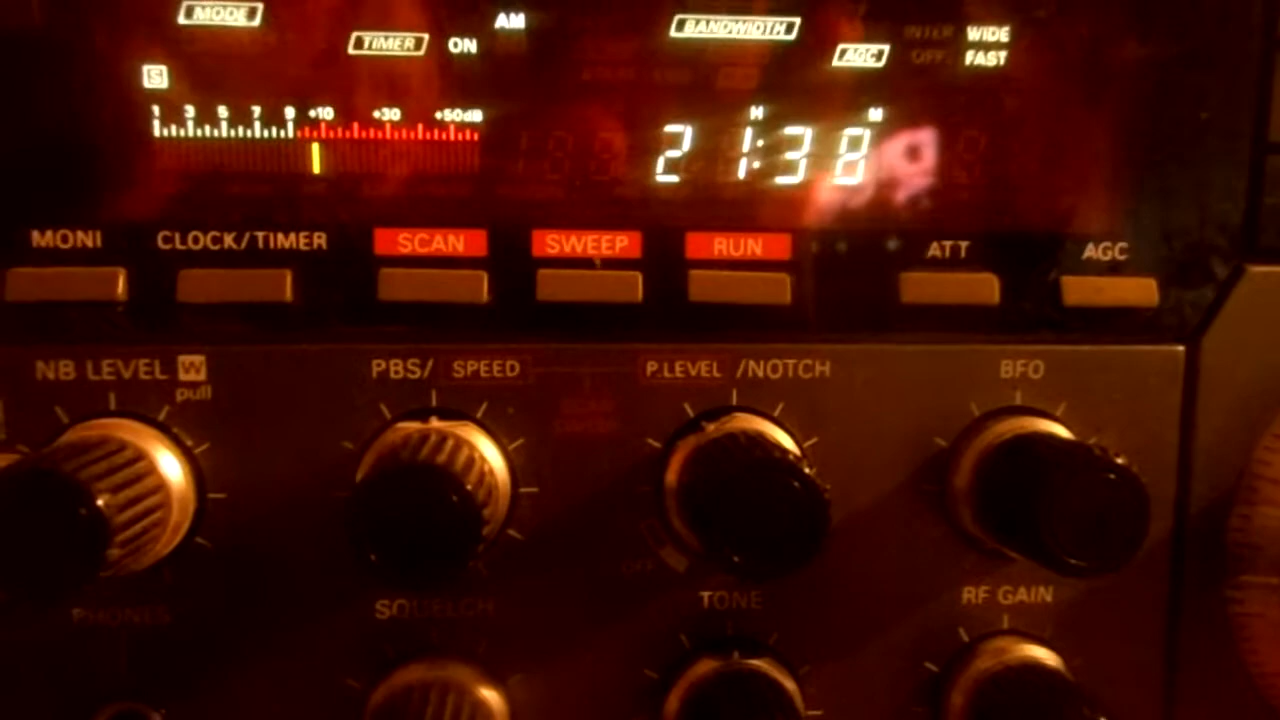 MODE
AM
BANDWIDTH
TIMER ON
INTER WIDE
AGC OFF FAST
S
1 3 5 7 9 +10 +30 +50dB
H M
21:38
MONI CLOCK/TIMER SCAN SWEEP RUN ATT AGC
NB LEVEL W PBS/ SPEED P.LEVEL /NOTCH BFO
pull
OFF
PHONES SQUELCH TONE RF GAIN